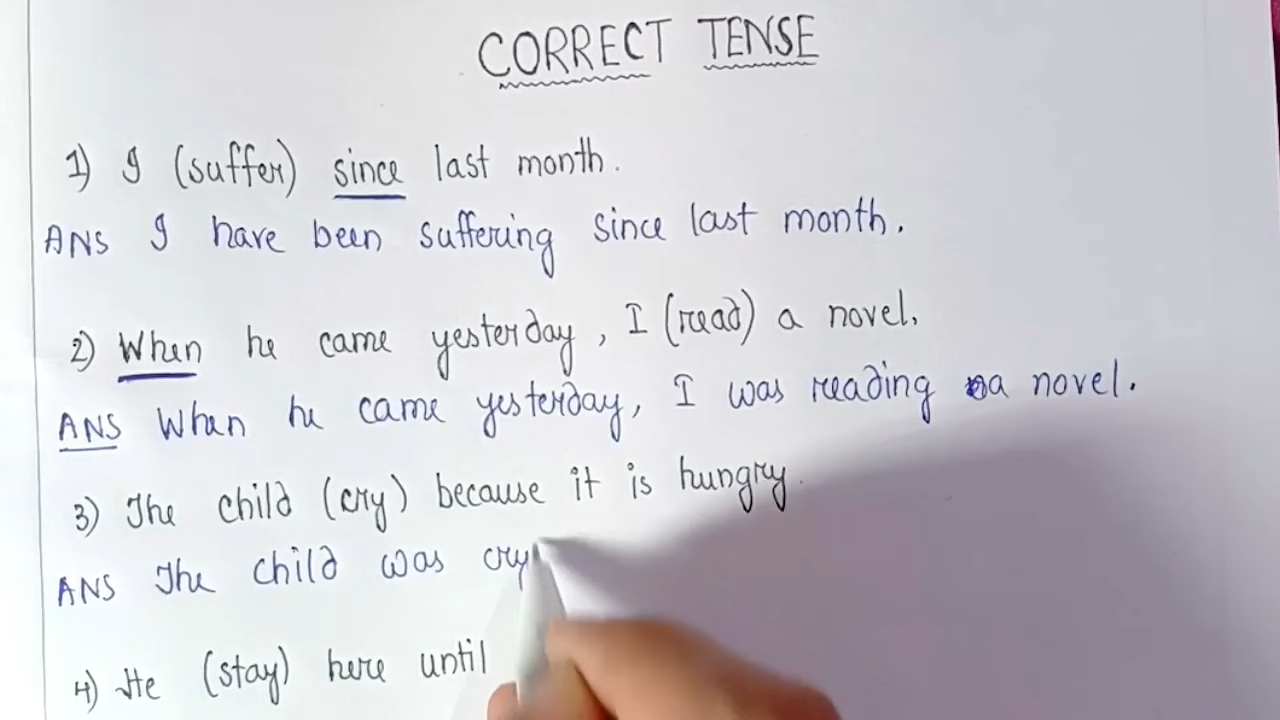 CORRECT TENSE
1) I (suffer) since last month.
ANS I have been suffering since last month.
2) When he came yesterday, I (read) a novel.
ANS When he came yesterday, I was reading a novel.
3) The child (cry) because it is hungry.
ANS The child was cry
4) He (stay) here until